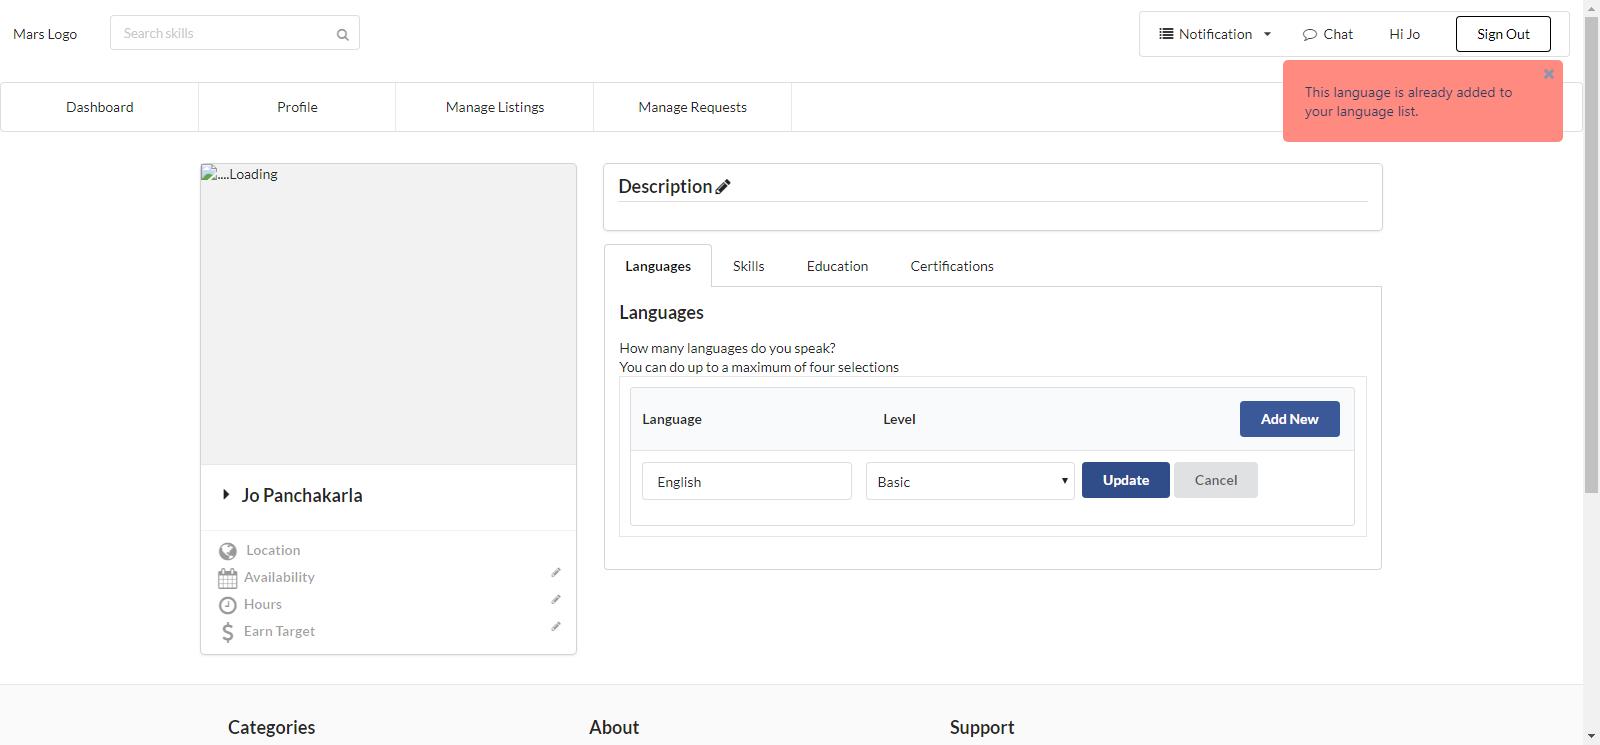 Mars Logo
Search skills
Notification
Chat
Hi Jo
Sign Out
This language is already added to
your language list.
Dashboard
Profile
Manage Listings
Manage Requests
....Loading
Jo Panchakarla
Location
Availability
Hours
Earn Target
Description
Languages
Skills
Education
Certifications
Languages
How many languages do you speak?
You can do up to a maximum of four selections
Language
Level
Add New
English
Basic
Update
Cancel
Categories
About
Support